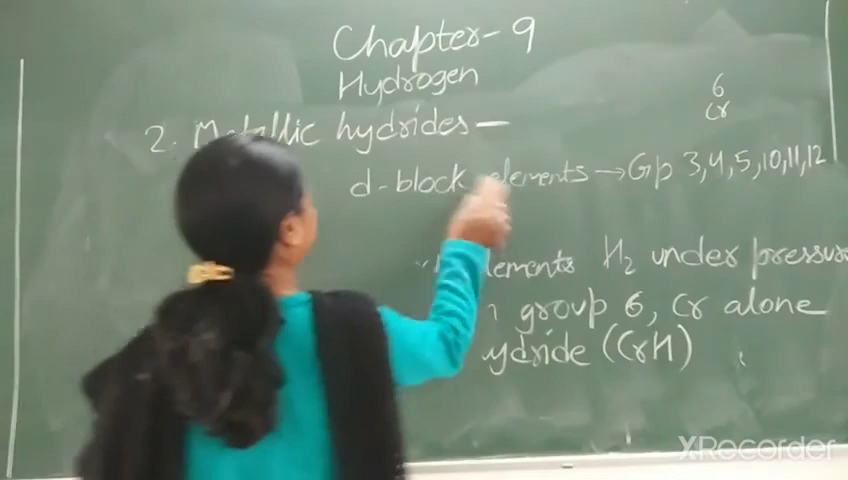 Chapter - 9
Hydrogen
6
Cr
2. Metallic hydrides -
d-block elements → Gp 3,4,5,10,11,12
elements H2 under pressure
group 6, Cr alone
ydride (CrH)
XRecorder